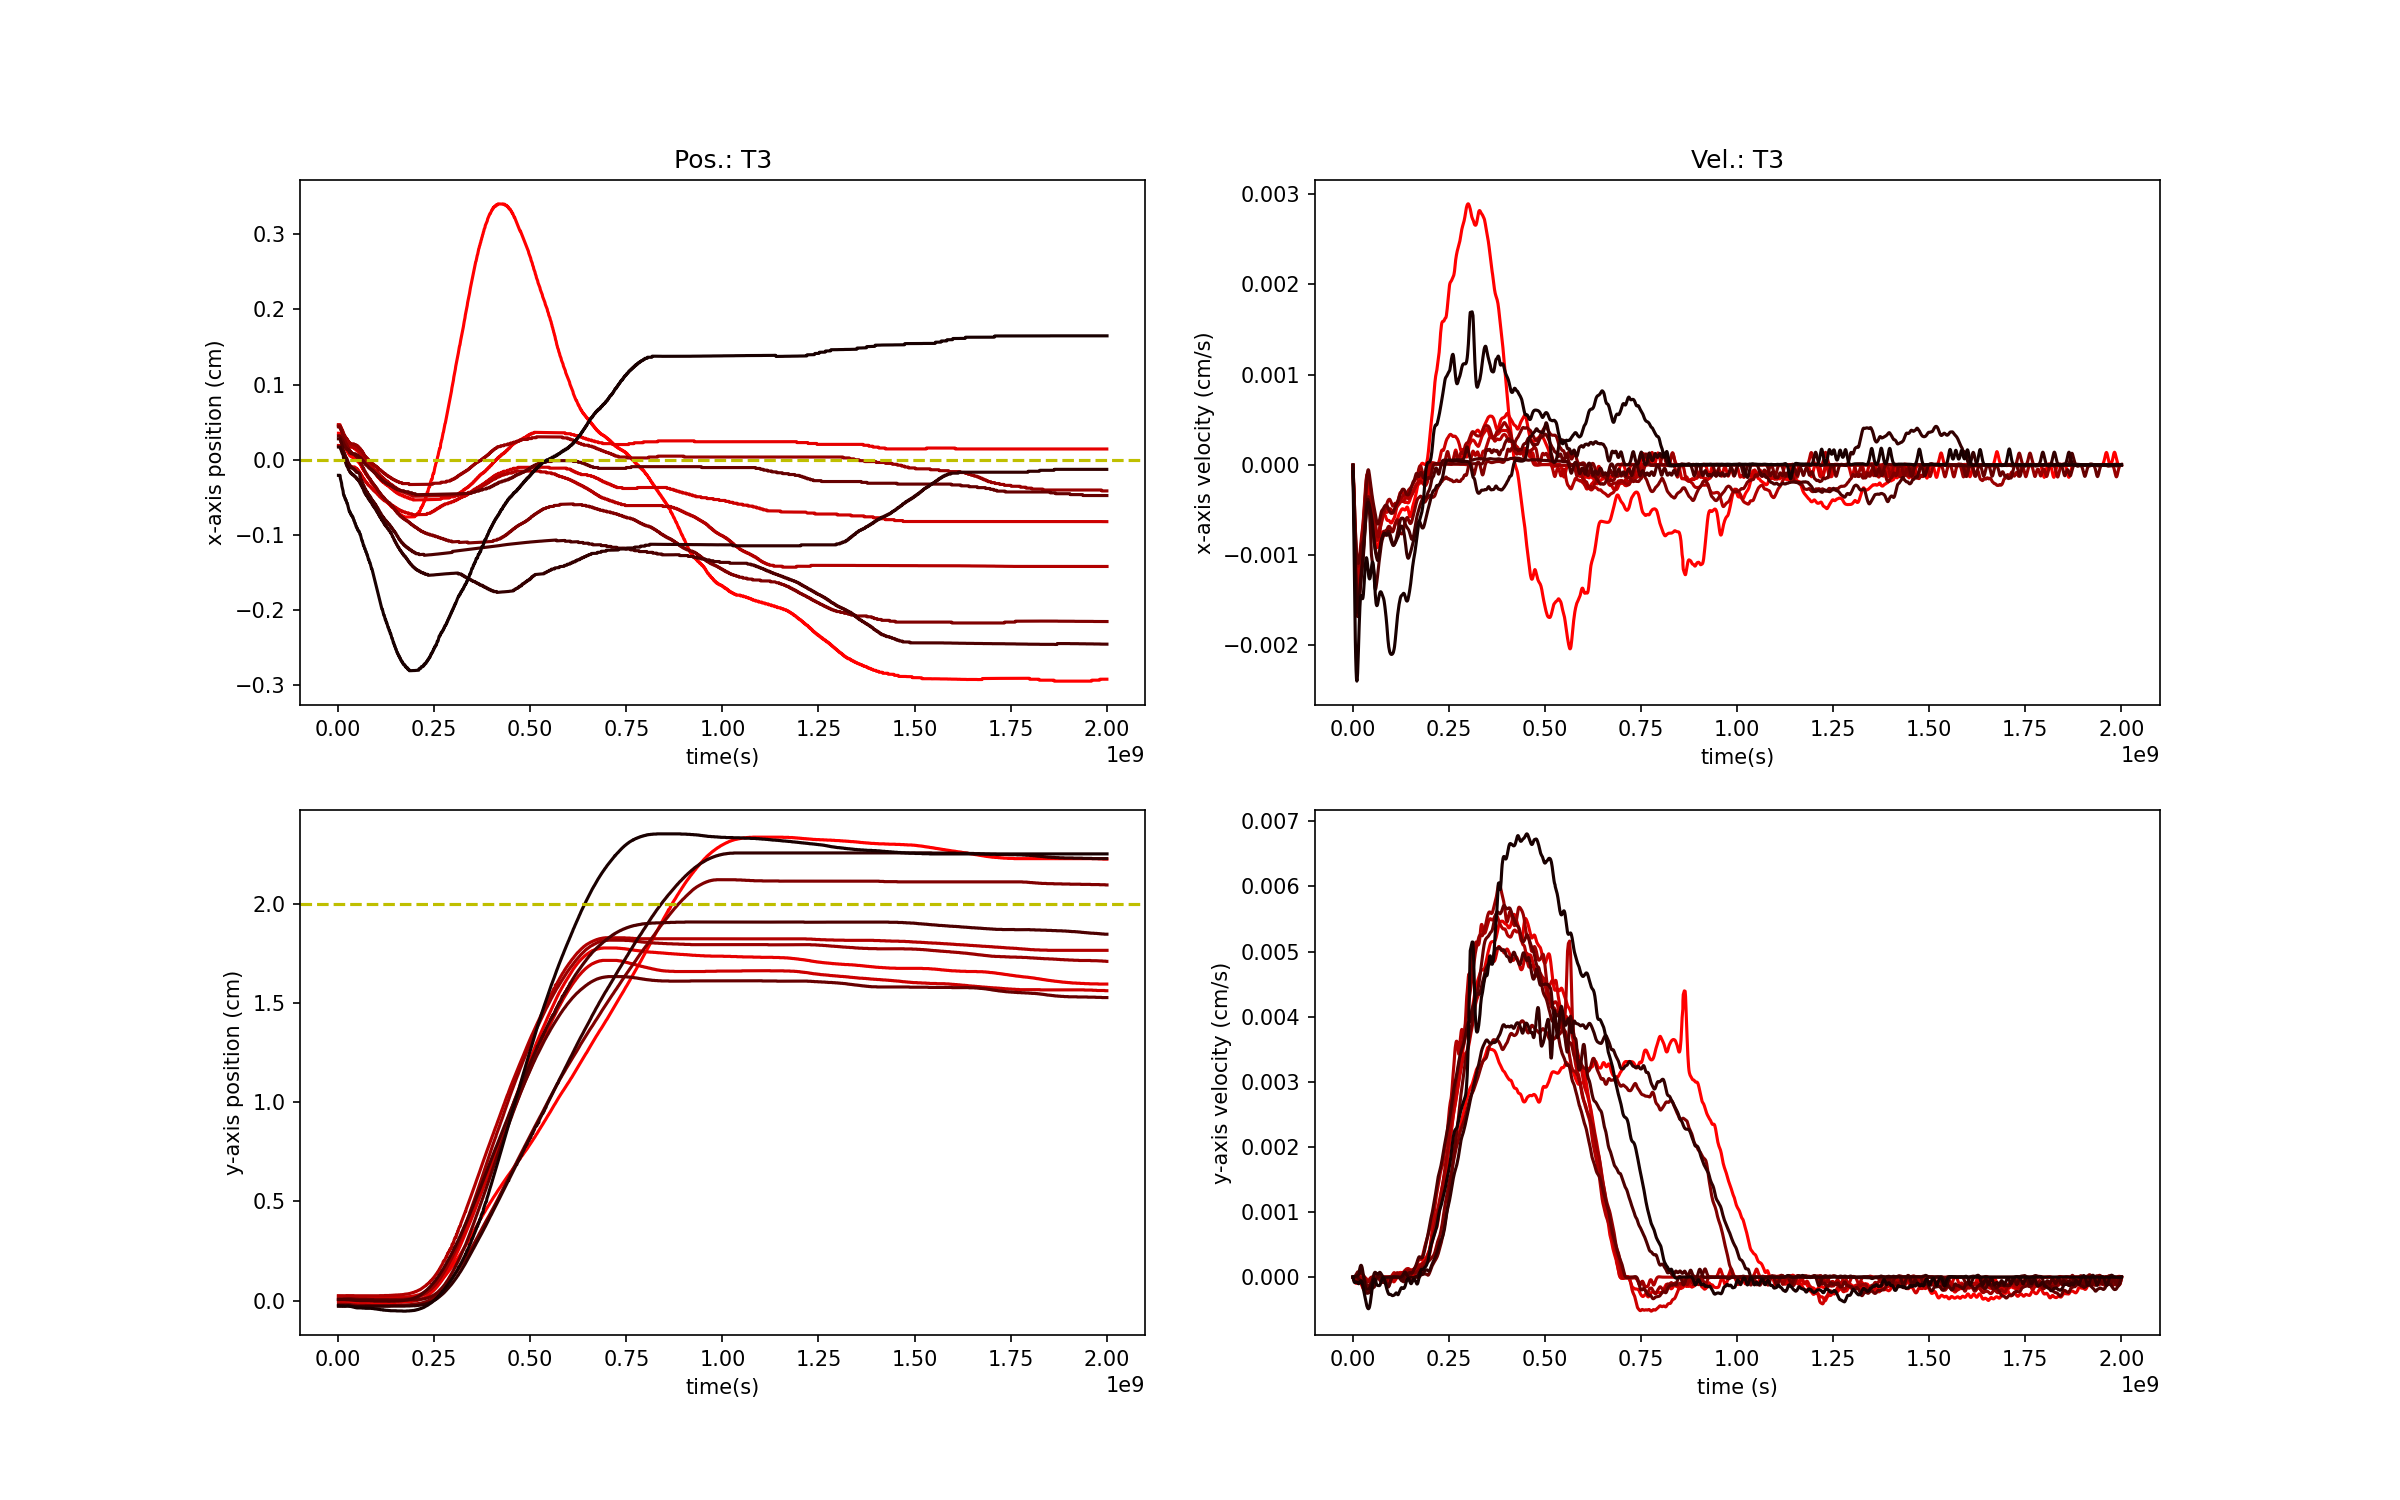 Pos.: T3
x-axis position (cm)
0.3
0.2
0.1
0.0
−0.1
−0.2
−0.3
0.00 0.25 0.50 0.75 1.00 1.25 1.50 1.75 2.00
1e9
time(s)
Vel.: T3
x-axis velocity (cm/s)
0.003
0.002
0.001
0.000
−0.001
−0.002
0.00 0.25 0.50 0.75 1.00 1.25 1.50 1.75 2.00
1e9
time(s)
y-axis position (cm)
2.0
1.5
1.0
0.5
0.0
0.00 0.25 0.50 0.75 1.00 1.25 1.50 1.75 2.00
1e9
time(s)
y-axis velocity (cm/s)
0.007
0.006
0.005
0.004
0.003
0.002
0.001
0.000
0.00 0.25 0.50 0.75 1.00 1.25 1.50 1.75 2.00
1e9
time (s)